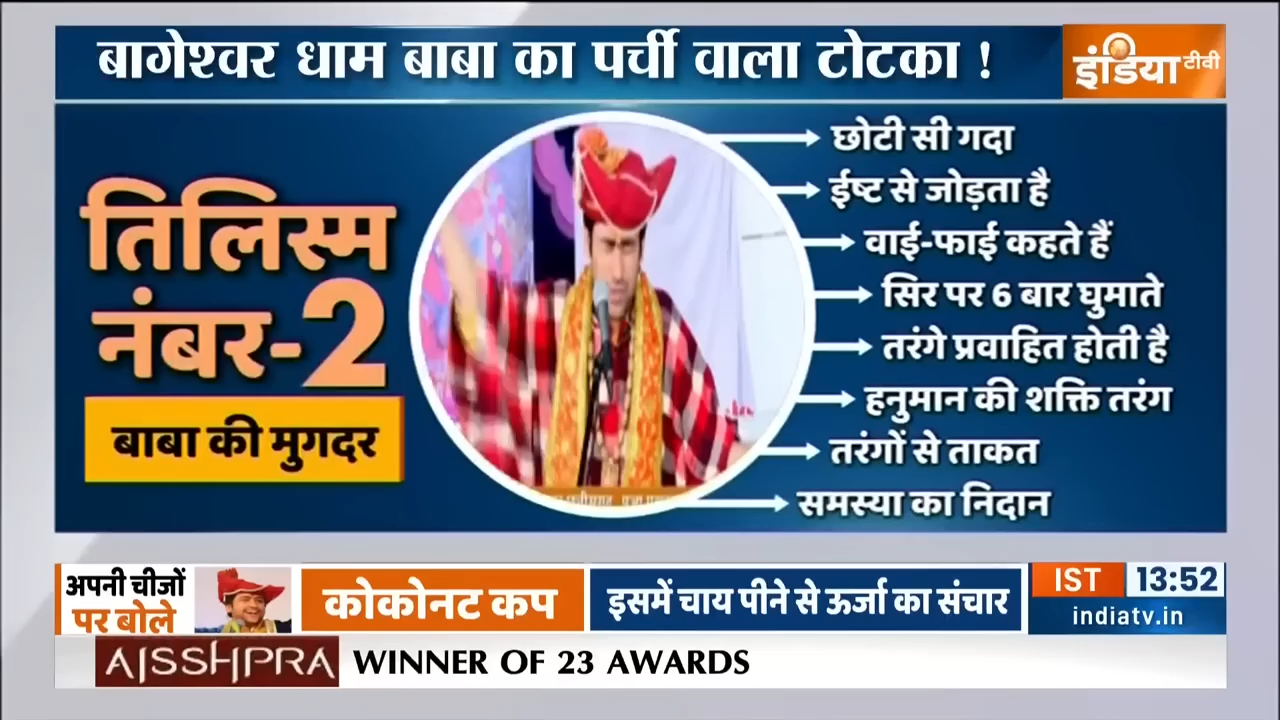 बागेश्वर धाम बाबा का पर्ची वाला टोटका !
इंडिया टीवी
तिलिस्म
नंबर-2
बाबा की मुगदर
छोटी सी गदा
ईष्ट से जोड़ता है
वाई-फाई कहते हैं
सिर पर 6 बार घुमाते
तरंगे प्रवाहित होती है
हनुमान की शक्ति तरंग
तरंगों से ताकत
समस्या का निदान
अपनी चीजों
पर बोले
कोकोनट कप
इसमें चाय पीने से ऊर्जा का संचार
IST 13:52
indiatv.in
AJSSHPRA WINNER OF 23 AWARDS